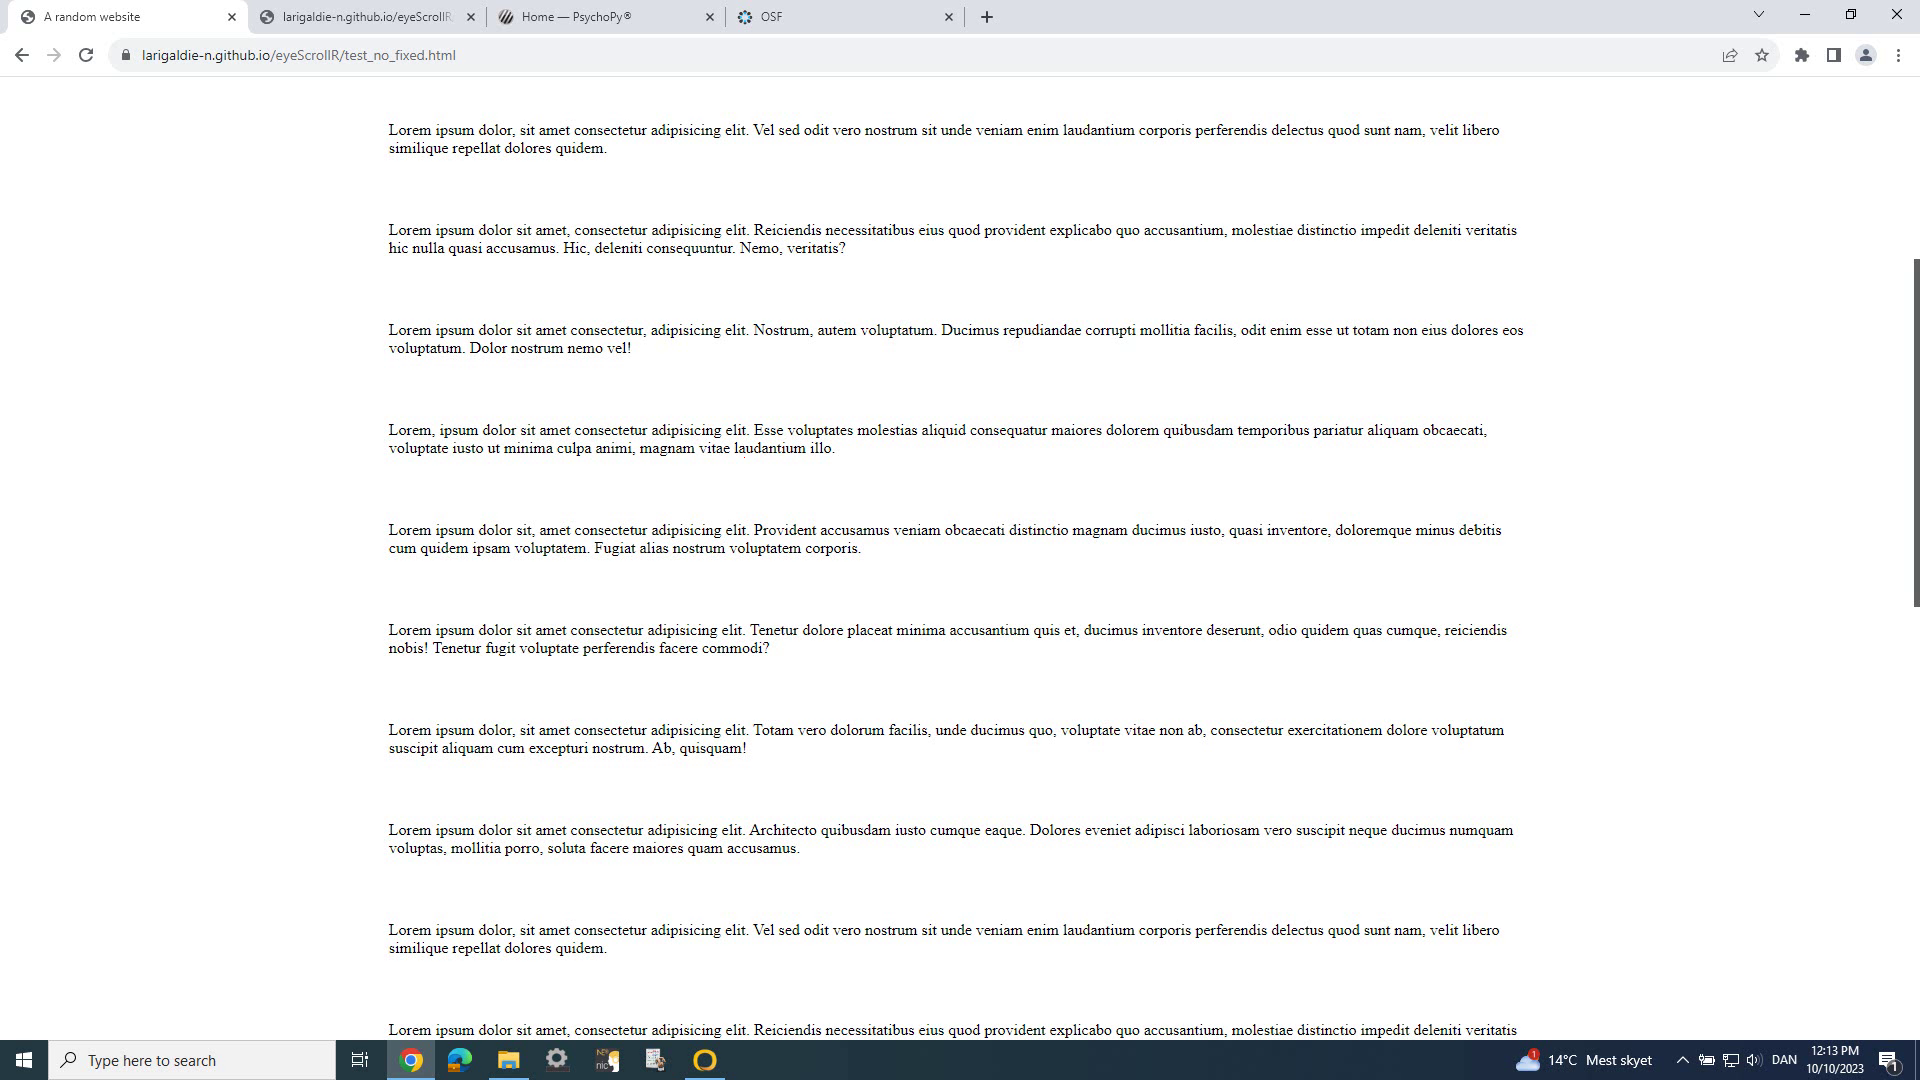 A random website
larigaldie-n.github.io/eyeScrollR
Home — PsychoPy®
OSF
larigaldie-n.github.io/eyeScrollR/test_no_fixed.html
Lorem ipsum dolor, sit amet consectetur adipisicing elit. Vel sed odit vero nostrum sit unde veniam enim laudantium corporis perferendis delectus quod sunt nam, velit libero
similique repellat dolores quidem.
Lorem ipsum dolor sit amet, consectetur adipisicing elit. Reiciendis necessitatibus eius quod provident explicabo quo accusantium, molestiae distinctio impedit deleniti veritatis
hic nulla quasi accusamus. Hic, deleniti consequuntur. Nemo, veritatis?
Lorem ipsum dolor sit amet consectetur, adipisicing elit. Nostrum, autem voluptatum. Ducimus repudiandae corrupti mollitia facilis, odit enim esse ut totam non eius dolores eos
voluptatum. Dolor nostrum nemo vel!
Lorem, ipsum dolor sit amet consectetur adipisicing elit. Esse voluptates molestias aliquid consequatur maiores dolorem quibusdam temporibus pariatur aliquam obcaecati,
voluptate iusto ut minima culpa animi, magnam vitae laudantium illo.
Lorem ipsum dolor sit, amet consectetur adipisicing elit. Provident accusamus veniam obcaecati distinctio magnam ducimus iusto, quasi inventore, doloremque minus debitis
cum quidem ipsam voluptatem. Fugiat alias nostrum voluptatem corporis.
Lorem ipsum dolor sit amet consectetur adipisicing elit. Tenetur dolore placeat minima accusantium quis et, ducimus inventore deserunt, odio quidem quas cumque, reiciendis
nobis! Tenetur fugit voluptate perferendis facere commodi?
Lorem ipsum dolor, sit amet consectetur adipisicing elit. Totam vero dolorum facilis, unde ducimus quo, voluptate vitae non ab, consectetur exercitationem dolore voluptatum
suscipit aliquam cum excepturi nostrum. Ab, quisquam!
Lorem ipsum dolor sit amet consectetur adipisicing elit. Architecto quibusdam iusto cumque eaque. Dolores eveniet adipisci laboriosam vero suscipit neque ducimus numquam
voluptas, mollitia porro, soluta facere maiores quam accusamus.
Lorem ipsum dolor, sit amet consectetur adipisicing elit. Vel sed odit vero nostrum sit unde veniam enim laudantium corporis perferendis delectus quod sunt nam, velit libero
similique repellat dolores quidem.
Lorem ipsum dolor sit amet, consectetur adipisicing elit. Reiciendis necessitatibus eius quod provident explicabo quo accusantium, molestiae distinctio impedit deleniti veritatis
Type here to search
1
14°C Mest skyet
DAN
12:13 PM
10/10/2023
1